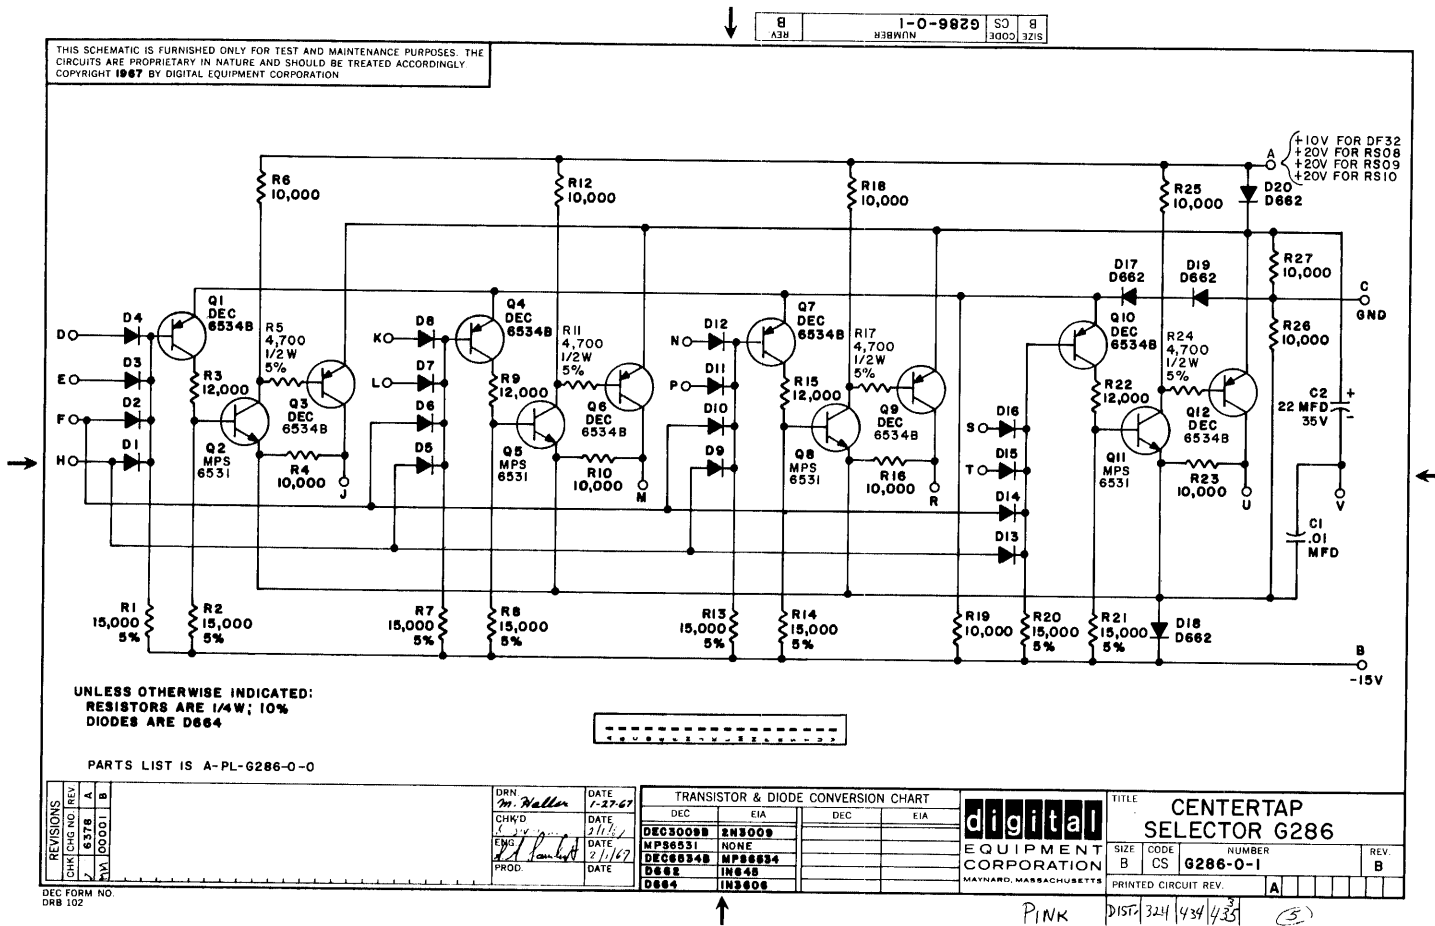 SIZE CODE NUMBER REV
B CS G286-0-1 B
THIS SCHEMATIC IS FURNISHED ONLY FOR TEST AND MAINTENANCE PURPOSES. THE
CIRCUITS ARE PROPRIETARY IN NATURE AND SHOULD BE TREATED ACCORDINGLY.
COPYRIGHT 1967 BY DIGITAL EQUIPMENT CORPORATION
A
+10V FOR DF32
+20V FOR RS08
+20V FOR RS09
+20V FOR RS10
R6
10,000
R12
10,000
R18
10,000
R25
10,000
D20
D662
R27
10,000
D17
D662
D19
D662
C
GND
R26
10,000
D
D4
Q1
DEC
6534B
R5
4,700
1/2W
5%
K
D8
Q4
DEC
6534B
R11
4,700
1/2W
5%
N
D12
Q7
DEC
6534B
R17
4,700
1/2W
5%
Q10
DEC
6534B
R24
4,700
1/2W
5%
E
D3
R3
12,000
Q3
DEC
6534B
L
D7
R9
12,000
Q6
DEC
6534B
P
D11
R15
12,000
Q9
DEC
6534B
R22
12,000
Q12
DEC
6534B
C2
22 MFD
35V
+
-
F
D2
Q2
MPS
6531
D6
Q5
MPS
6531
D10
Q8
MPS
6531
S
D16
Q11
MPS
6531
H
D1
R4
10,000
J
D5
R10
10,000
M
D9
R16
10,000
R
T
D15
R23
10,000
U
V
D14
D13
C1
.01
MFD
R1
15,000
5%
R2
15,000
5%
R7
15,000
5%
R8
15,000
5%
R13
15,000
5%
R14
15,000
5%
R19
10,000
R20
15,000
5%
R21
15,000
5%
D18
D662
B
-15V
UNLESS OTHERWISE INDICATED:
RESISTORS ARE 1/4W; 10%
DIODES ARE D664
PARTS LIST IS A-PL-G286-0-0
REVISIONS
CHK CHG NO. REV.
6378 A
00001 B
DRN. M. Waller DATE 1-27-67
CHK'D DATE
ENG. DATE 2/1/67
PROD. DATE
TRANSISTOR & DIODE CONVERSION CHART
DEC EIA DEC EIA
DEC3009B 2N3009
MPS6531 NONE
DEC6534B MPS6534
D662 IN645
D664 IN3606
digital
EQUIPMENT
CORPORATION
MAYNARD, MASSACHUSETTS
TITLE
CENTERTAP
SELECTOR G286
SIZE CODE NUMBER REV.
B CS G286-0-1 B
PRINTED CIRCUIT REV. A
DEC FORM NO.
DRB 102
PINK DIST. 324 434 435 3 (5)